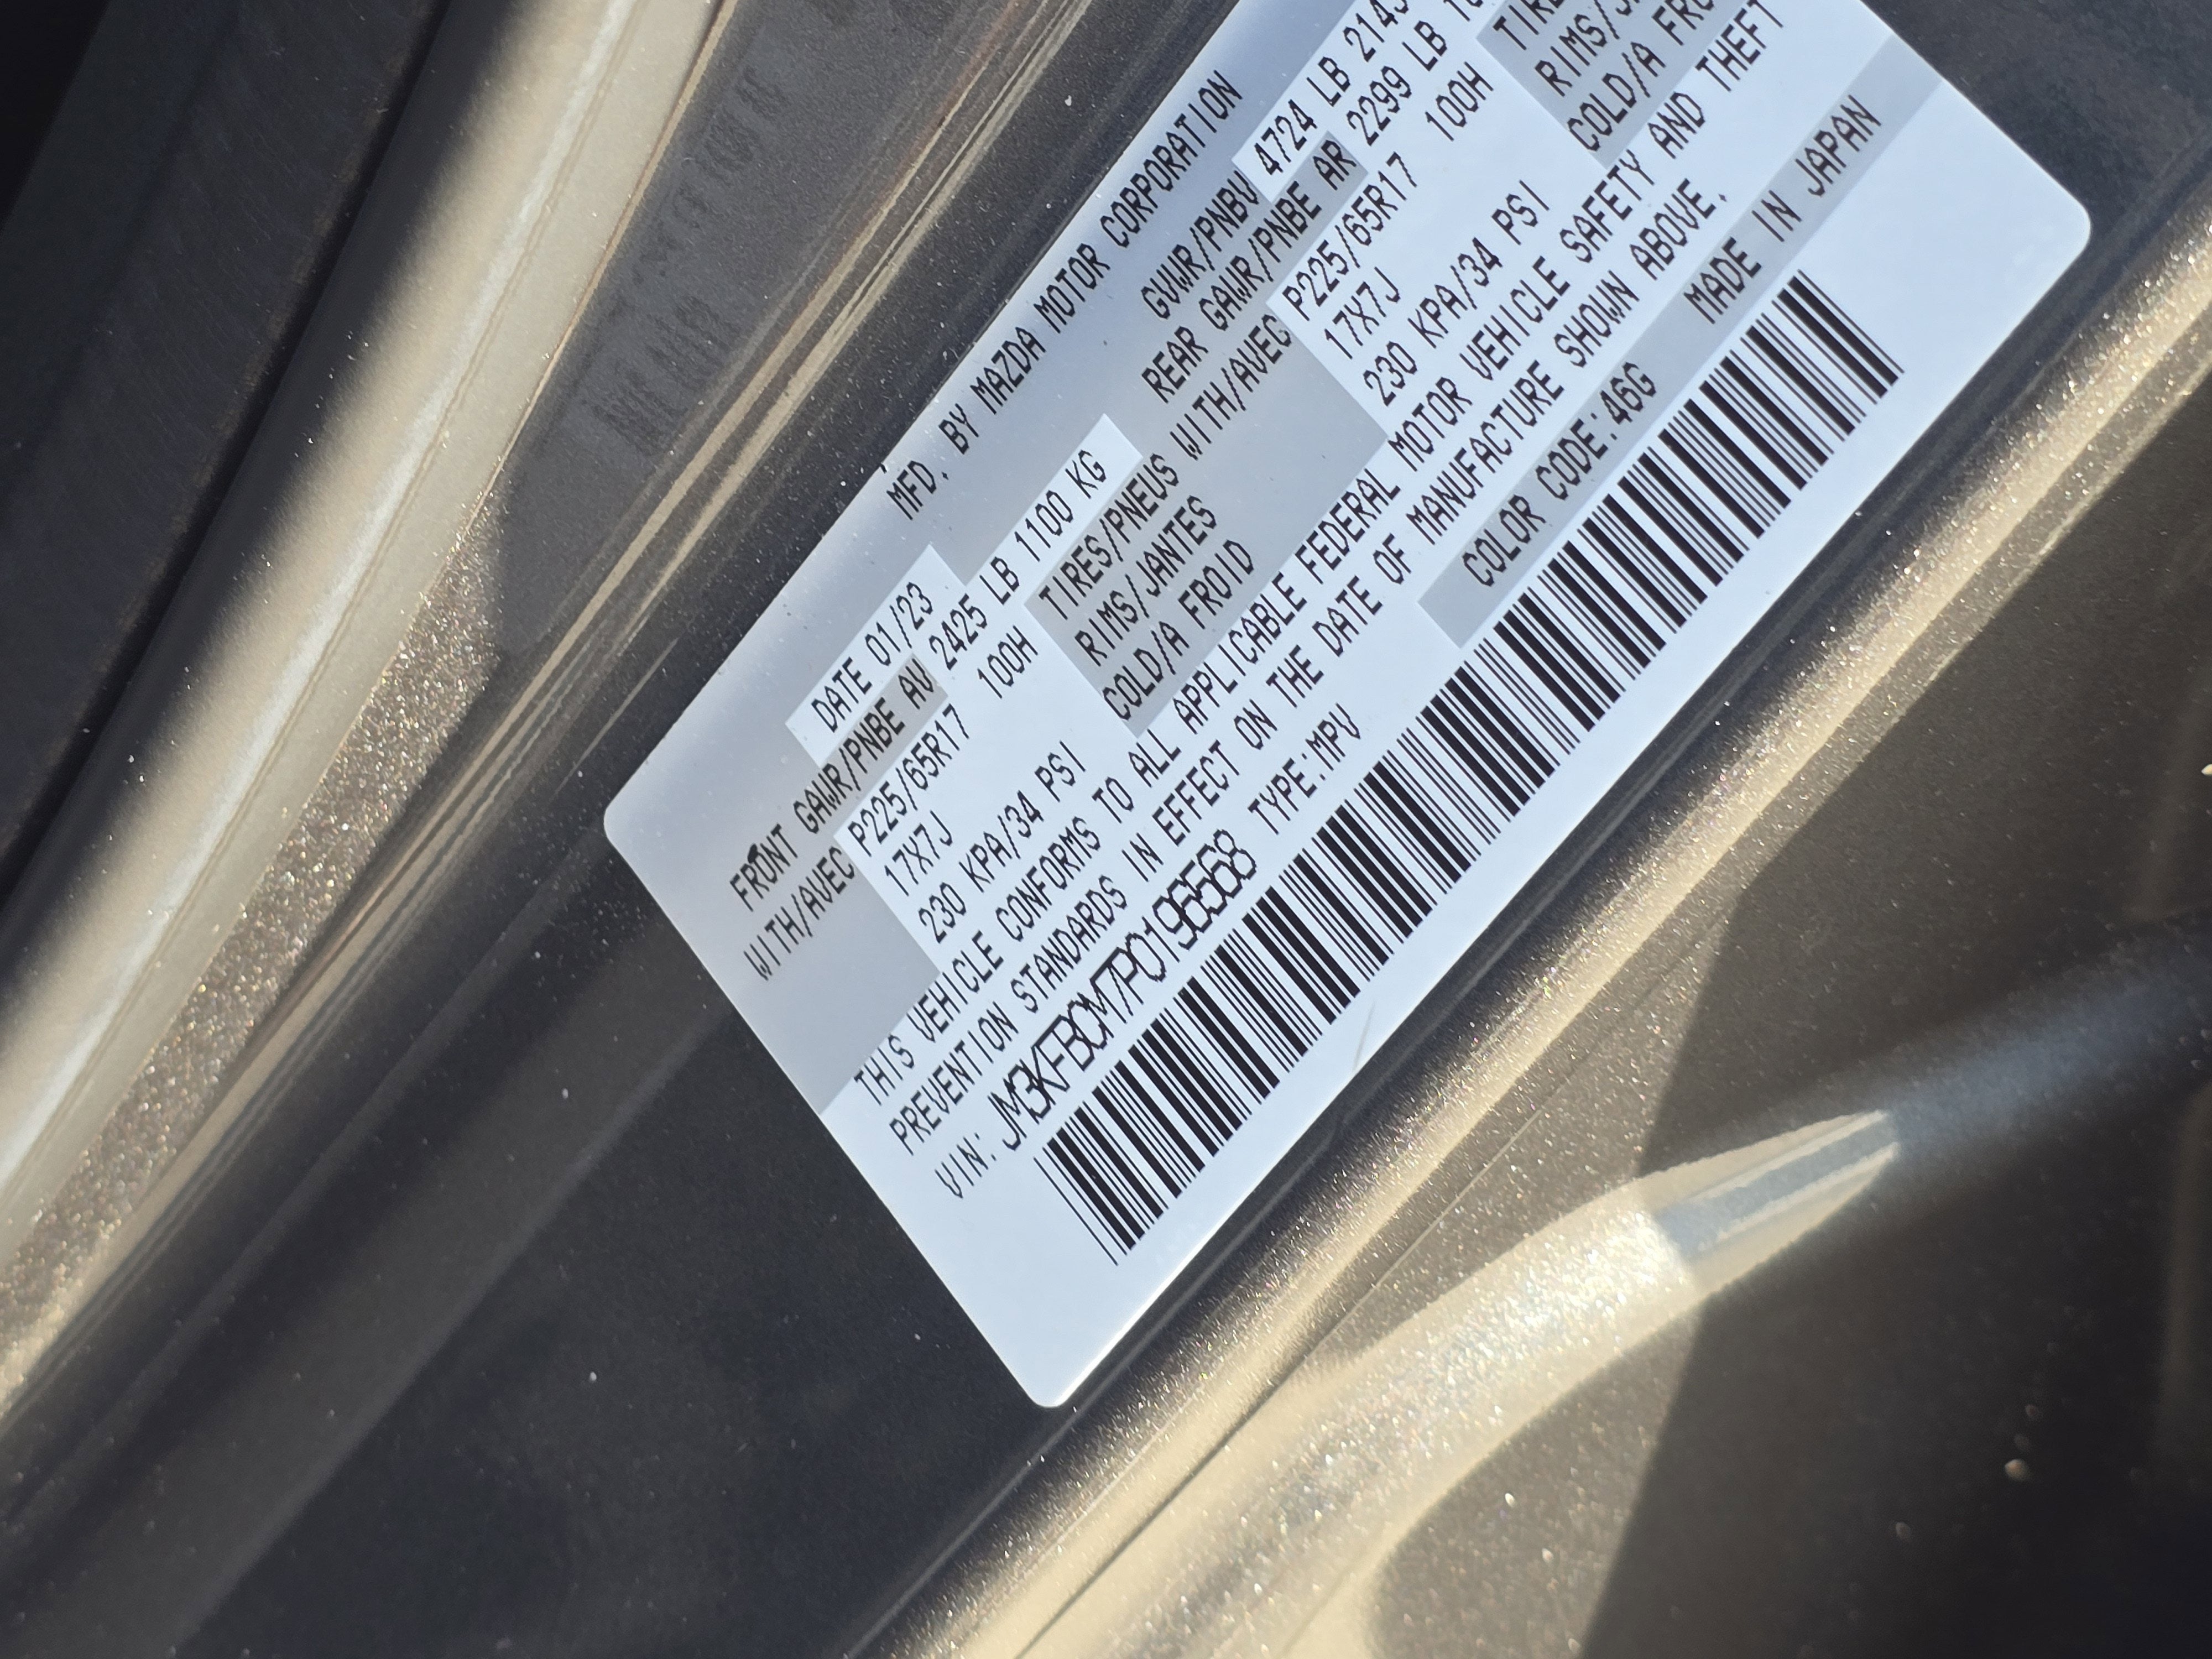 MFD. BY MAZDA MOTOR CORPORATION
DATE 01/23 GVWR/PNBV 4724 LB
FRONT GAWR/PNBE AV 2425 LB 1100 KG REAR GAWR/PNBE AR 2299 LB
WITH/AVEC P225/65R17 100H TIRES/PNEUS WITH/AVEC P225/65R17 100H
17X7J RIMS/JANTES 17X7J
230 KPA/34 PSI COLD/A FROID 230 KPA/34 PSI COLD/A
THIS VEHICLE CONFORMS TO ALL APPLICABLE FEDERAL MOTOR VEHICLE SAFETY AND THEFT
PREVENTION STANDARDS IN EFFECT ON THE DATE OF MANUFACTURE SHOWN ABOVE.
VIN: JM3KFBCM7P0196568 TYPE:MPV COLOR CODE:46G MADE IN JAPAN